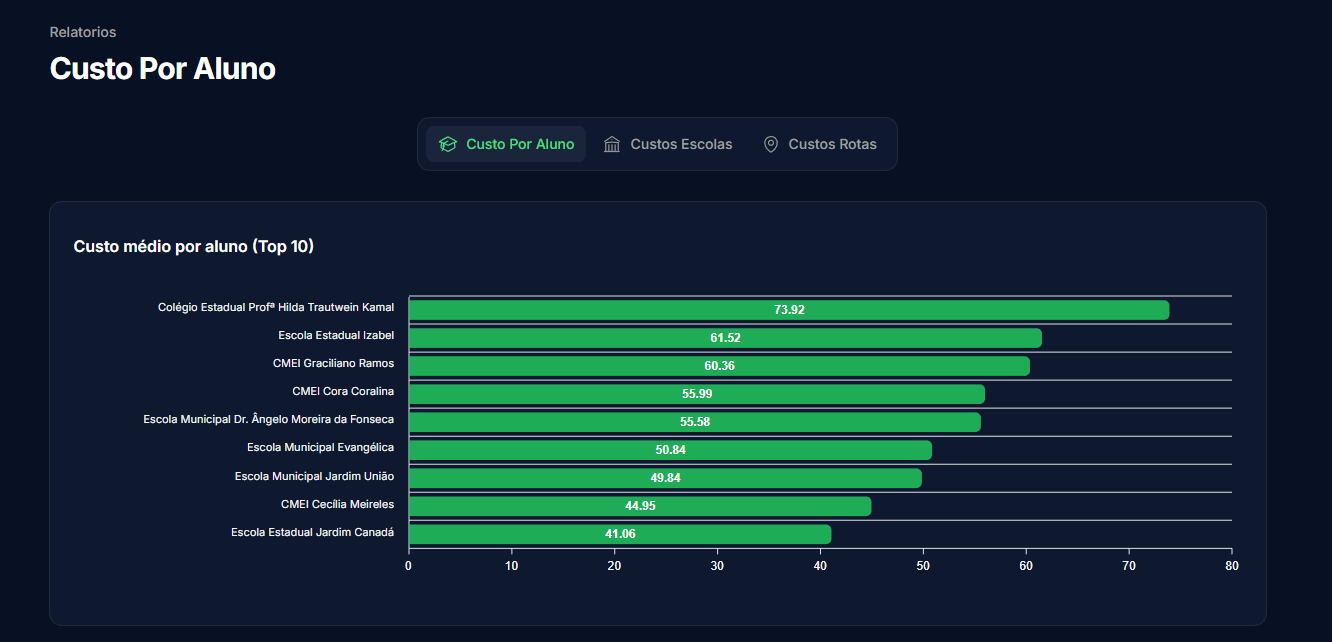 Relatorios
Custo Por Aluno
Custo Por Aluno
Custos Escolas
Custos Rotas
Custo médio por aluno (Top 10)
Colégio Estadual Profª Hilda Trautwein Kamal 73.92
Escola Estadual Izabel 61.52
CMEI Graciliano Ramos 60.36
CMEI Cora Coralina 55.99
Escola Municipal Dr. Ângelo Moreira da Fonseca 55.58
Escola Municipal Evangélica 50.84
Escola Municipal Jardim União 49.84
CMEI Cecília Meireles 44.95
Escola Estadual Jardim Canadá 41.06
0 10 20 30 40 50 60 70 80